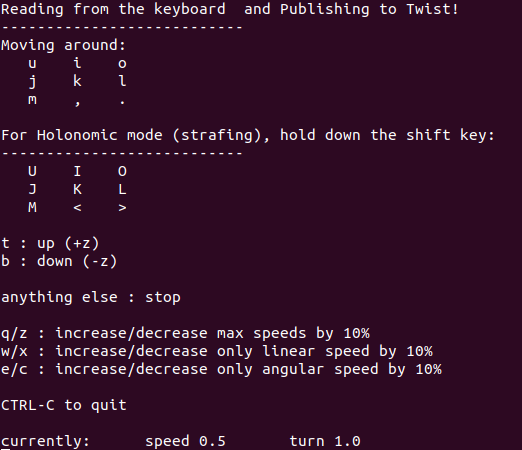 Reading from the keyboard  and Publishing to Twist!
---------------------------
Moving around:
   u    i    o
   j    k    l
   m    ,    .

For Holonomic mode (strafing), hold down the shift key:
---------------------------
   U    I    O
   J    K    L
   M    <    >

t : up (+z)
b : down (-z)

anything else : stop

q/z : increase/decrease max speeds by 10%
w/x : increase/decrease only linear speed by 10%
e/c : increase/decrease only angular speed by 10%

CTRL-C to quit

currently:      speed 0.5       turn 1.0